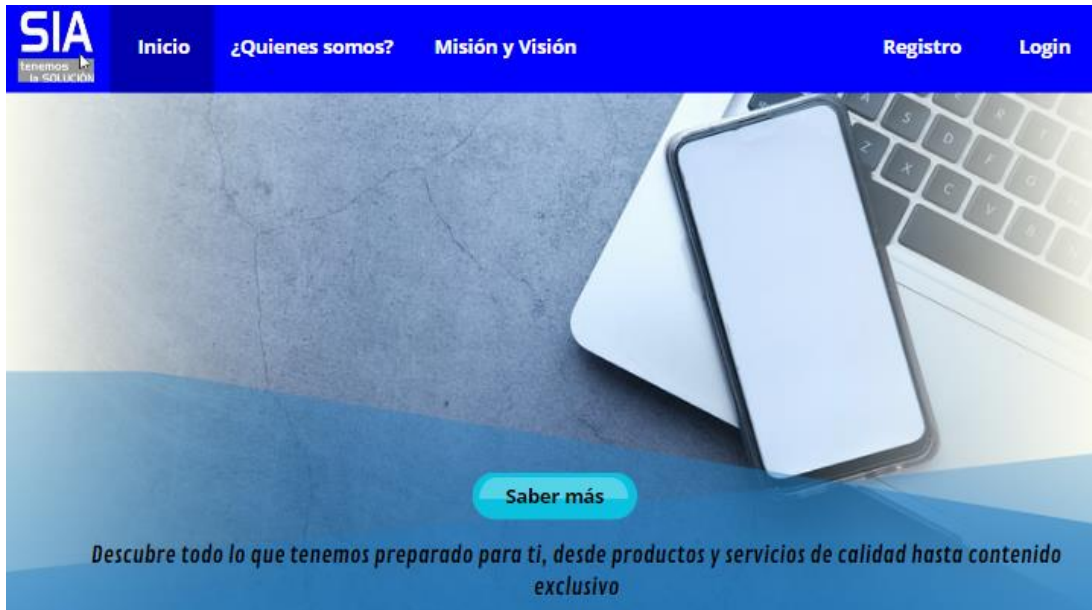 SIA
tenemos
la SOLUCIÓN
Inicio
¿Quienes somos?
Misión y Visión
Registro
Login
Saber más
Descubre todo lo que tenemos preparado para ti, desde productos y servicios de calidad hasta contenido
exclusivo